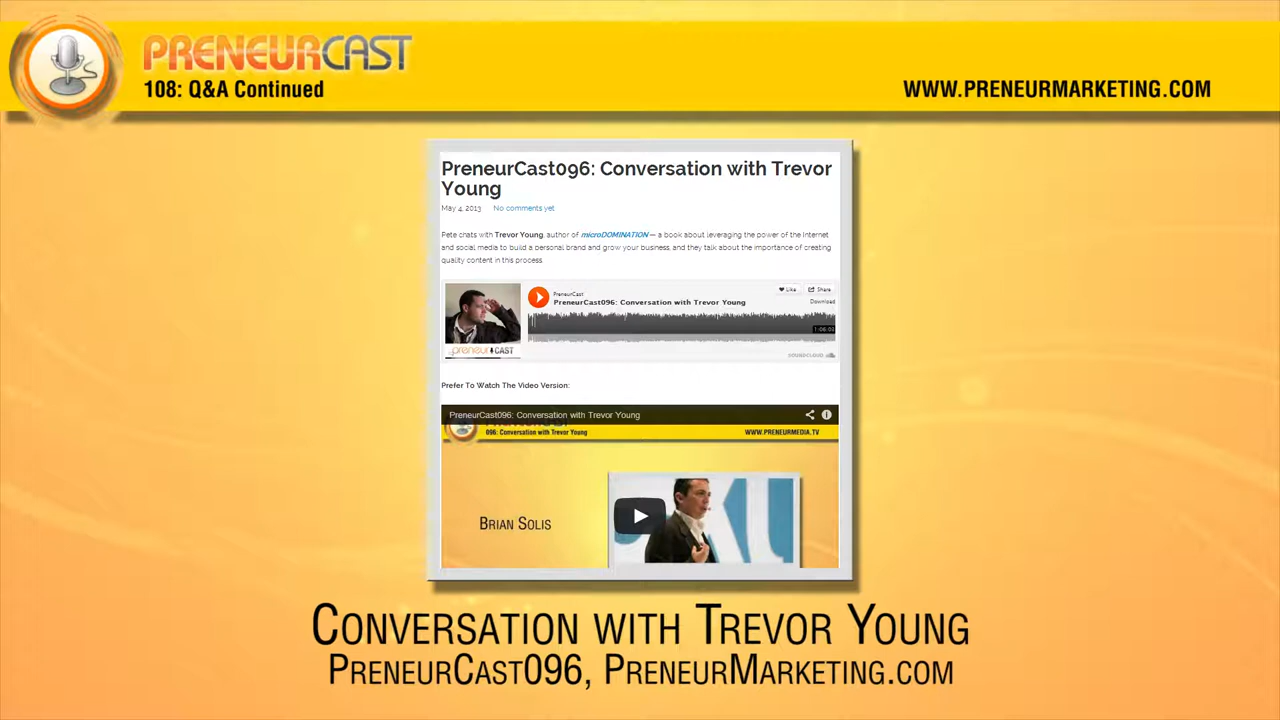 PRENEURCAST
108: Q&A Continued
WWW.PRENEURMARKETING.COM
PreneurCast096: Conversation with Trevor
Young
May 4, 2013 No comments yet
Pete chats with Trevor Young, author of microDOMINATION — a book about leveraging the power of the Internet
and social media to build a personal brand and grow your business, and they talk about the importance of creating
quality content in this process.
PreneurCast
Like Share
PreneurCast096: Conversation with Trevor Young
Download
1:06:03
preneurCAST
SOUNDCLOUD
Prefer To Watch The Video Version:
PreneurCast096: Conversation with Trevor Young
096: Conversation with Trevor Young
WWW.PRENEURMEDIA.TV
BRIAN SOLIS
CONVERSATION WITH TREVOR YOUNG
PRENEURCAST096, PRENEURMARKETING.COM